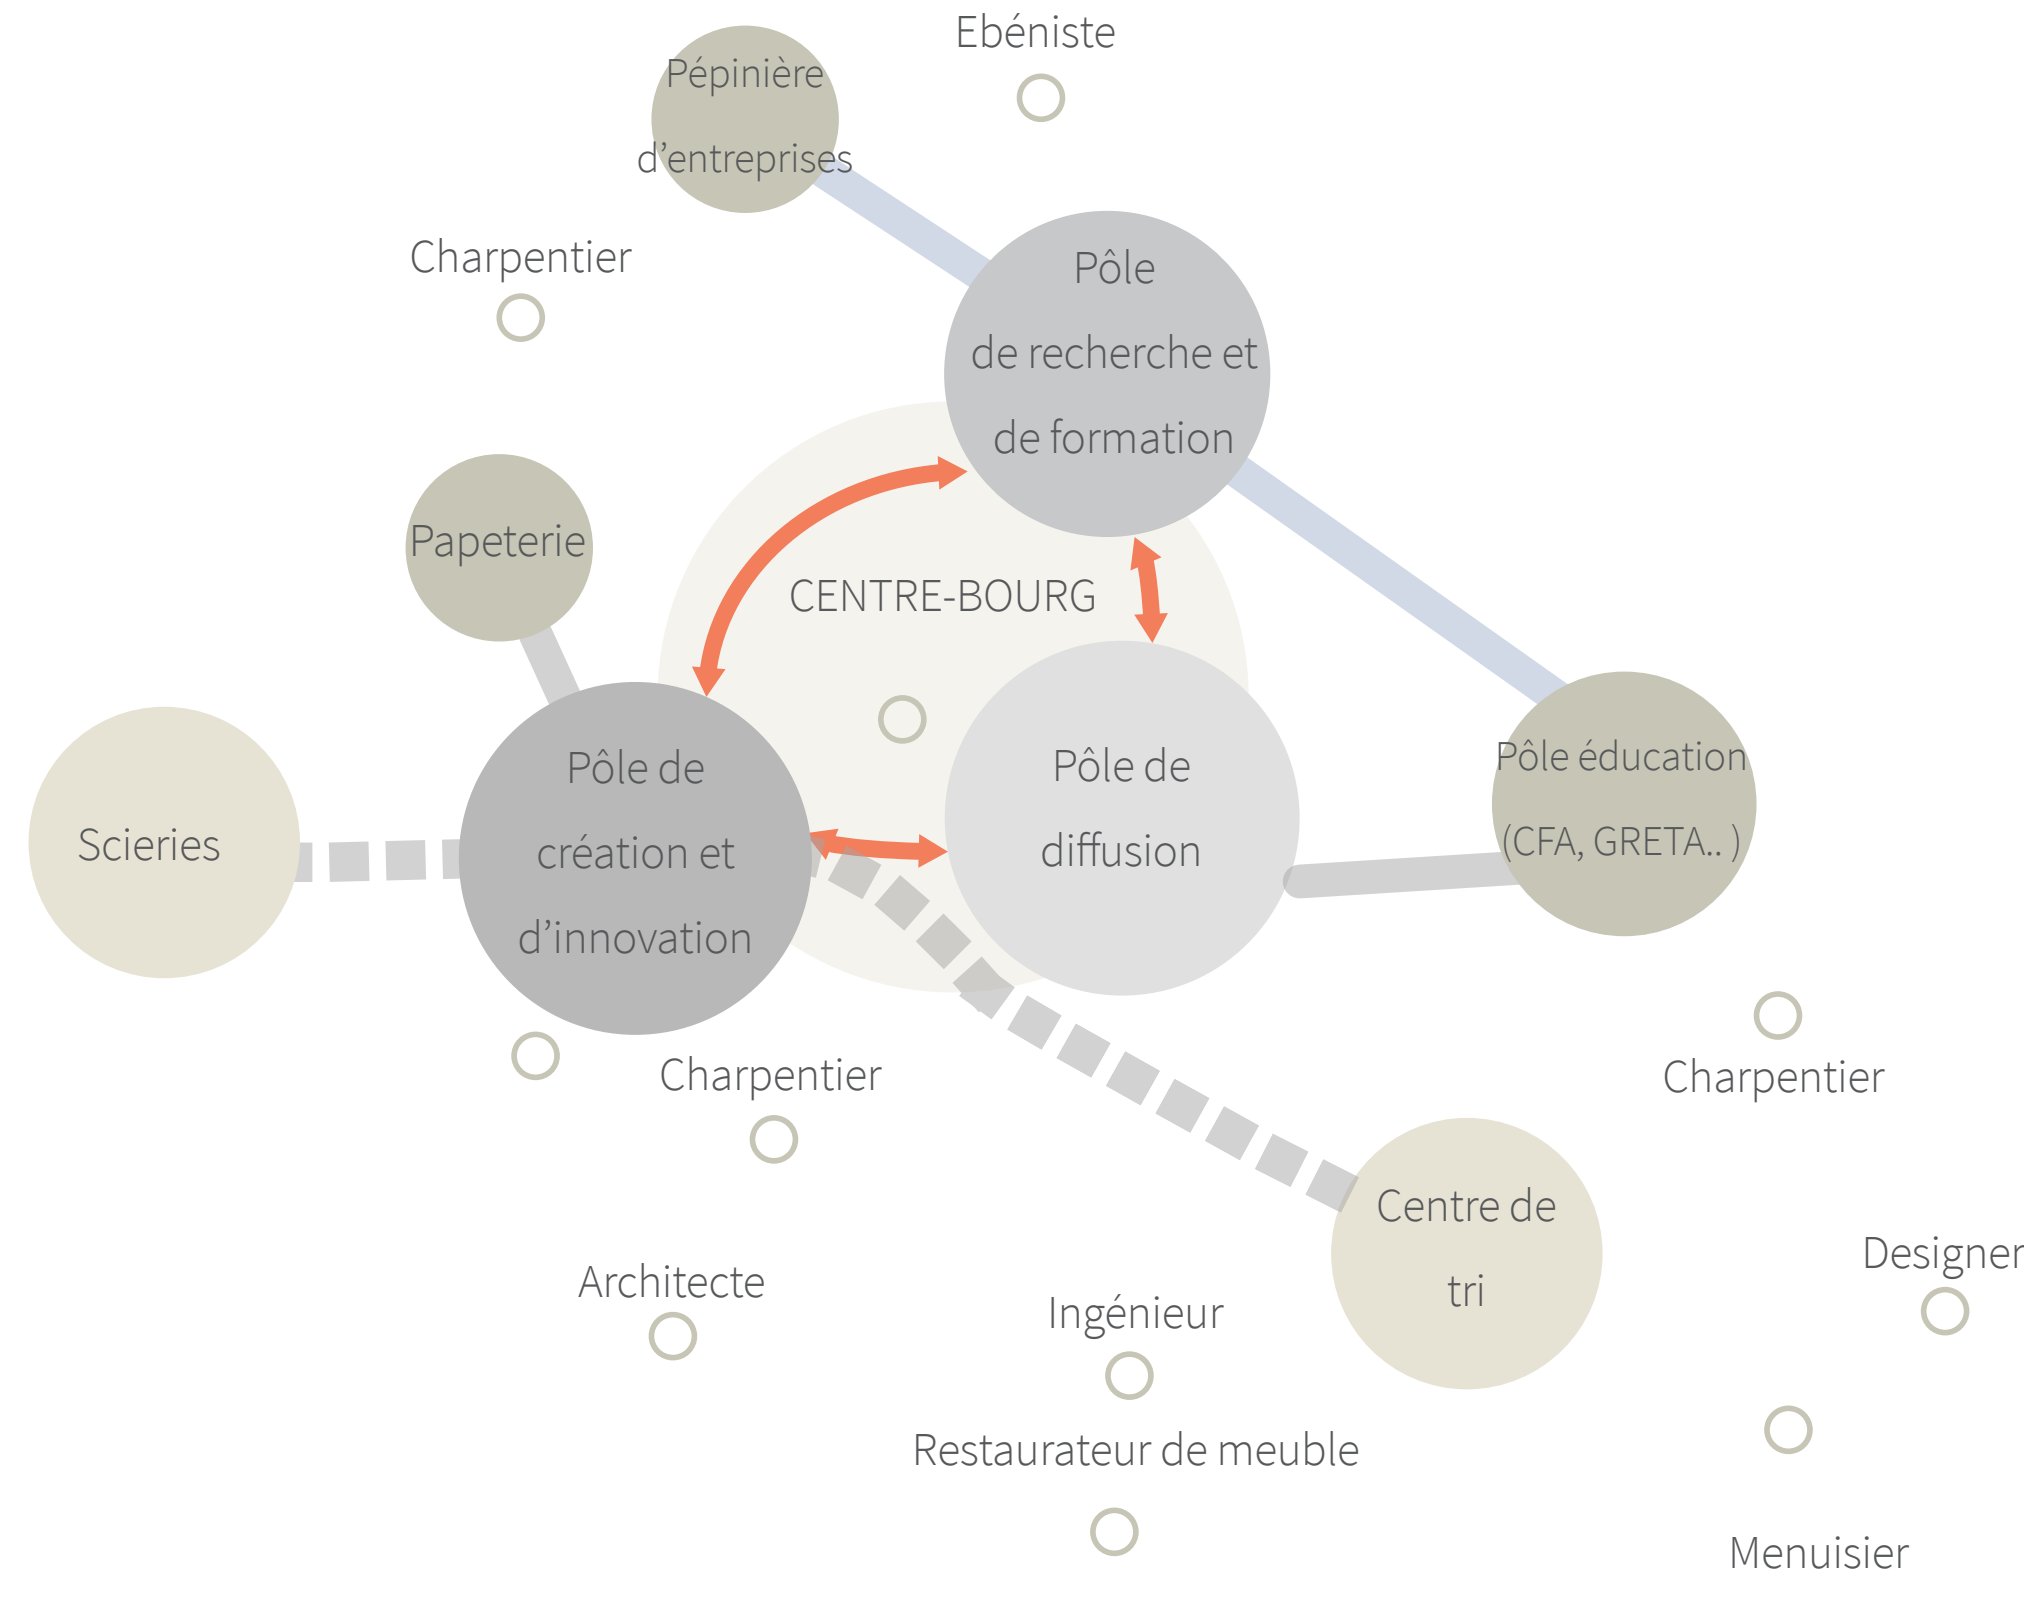 Ebéniste
Pépinière
d’entreprises
Charpentier
Pôle
de recherche et
de formation
Papeterie
CENTRE-BOURG
Scieries
Pôle de
création et
d’innovation
Pôle de
diffusion
Pôle éducation
(CFA, GRETA.. )
Charpentier
Charpentier
Centre de
tri
Architecte
Ingénieur
Designer
Restaurateur de meuble
Menuisier